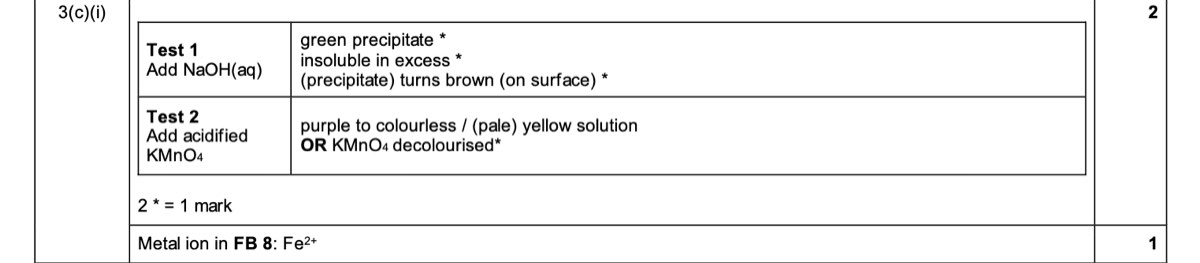 3(c)(i)
2
Test 1
Add NaOH(aq)
green precipitate *
insoluble in excess *
(precipitate) turns brown (on surface) *
Test 2
Add acidified
KMnO4
purple to colourless / (pale) yellow solution
OR KMnO4 decolourised*
2 * = 1 mark
Metal ion in FB 8: Fe2+
1